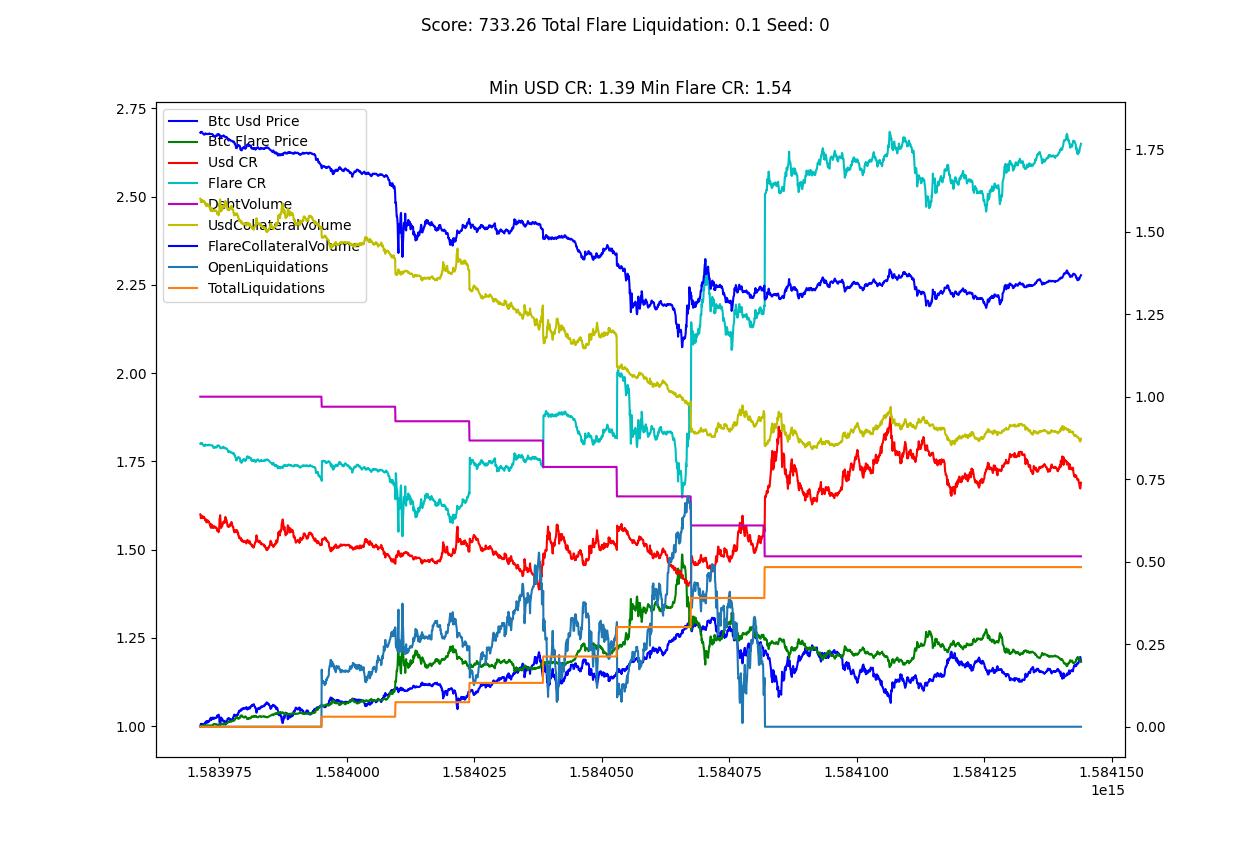 Score: 733.26 Total Flare Liquidation: 0.1 Seed: 0
Min USD CR: 1.39 Min Flare CR: 1.54
Btc Usd Price
Btc Flare Price
Usd CR
Flare CR
DebtVolume
UsdCollateralVolume
FlareCollateralVolume
OpenLiquidations
TotalLiquidations
2.75
2.50
2.25
2.00
1.75
1.50
1.25
1.00
1.75
1.50
1.25
1.00
0.75
0.50
0.25
0.00
1.583975 1.584000 1.584025 1.584050 1.584075 1.584100 1.584125 1.584150
1e15